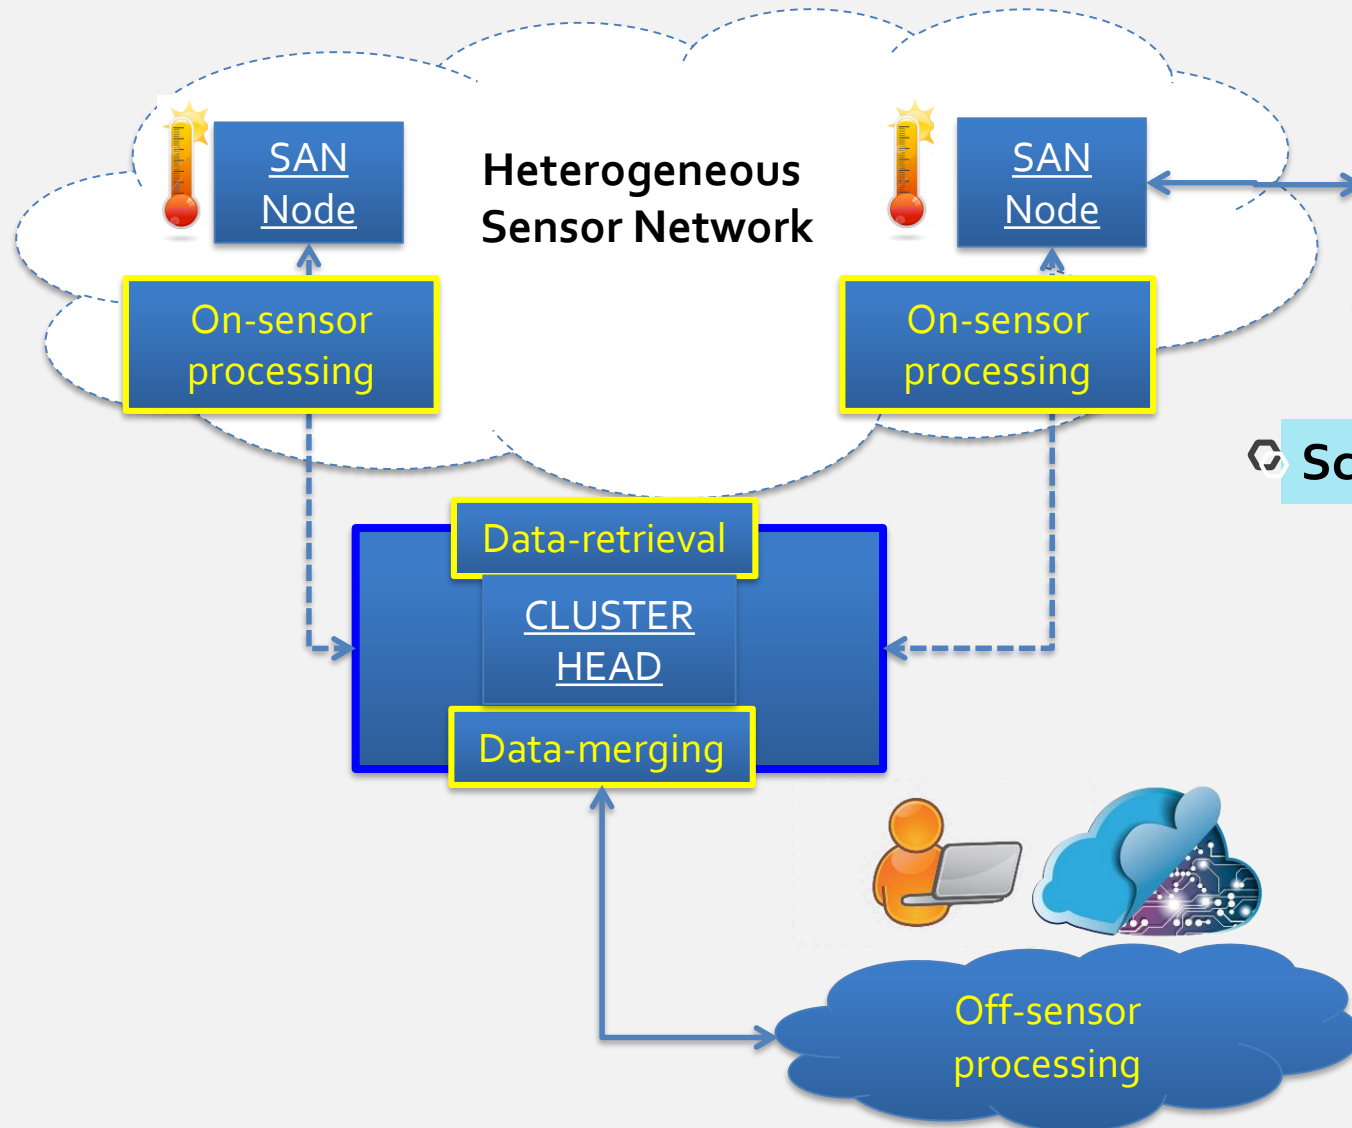 SAN
Node
Heterogeneous
Sensor Network
SAN
Node
On-sensor
processing
On-sensor
processing
Data-retrieval
CLUSTER
HEAD
Data-merging
Off-sensor
processing